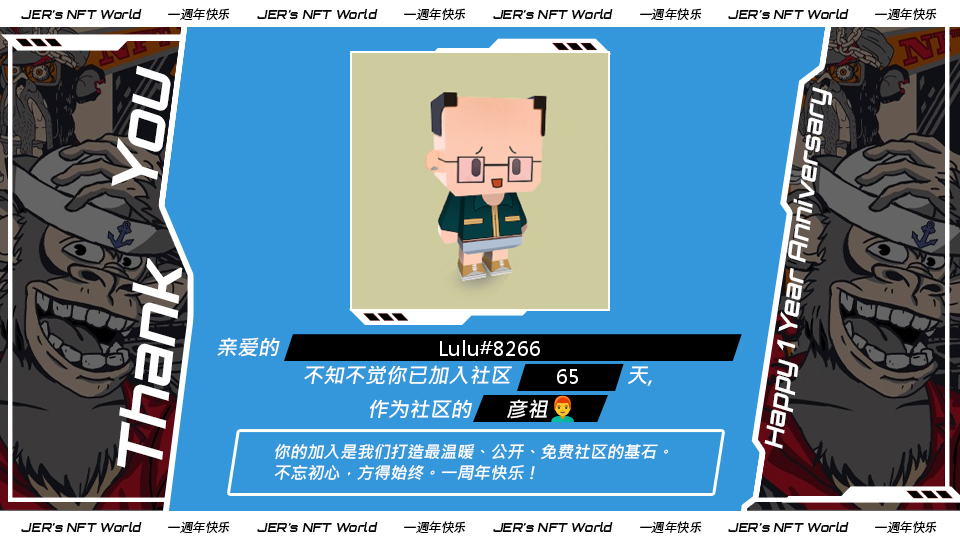 JER's NFT World 一週年快乐 JER's NFT World 一週年快乐 JER's NFT World 一週年快乐 JER's NFT World 一週年快乐
Thank You
亲爱的 Lulu#8266
不知不觉你已加入社区 65 天,
作为社区的 彦祖👨‍🦰
你的加入是我们打造最温暖、公开、免费社区的基石。
不忘初心,方得始终。一周年快乐!
Happy 1 Year Anniversary
JER's NFT World 一週年快乐 JER's NFT World 一週年快乐 JER's NFT World 一週年快乐 JER's NFT World 一週年快乐